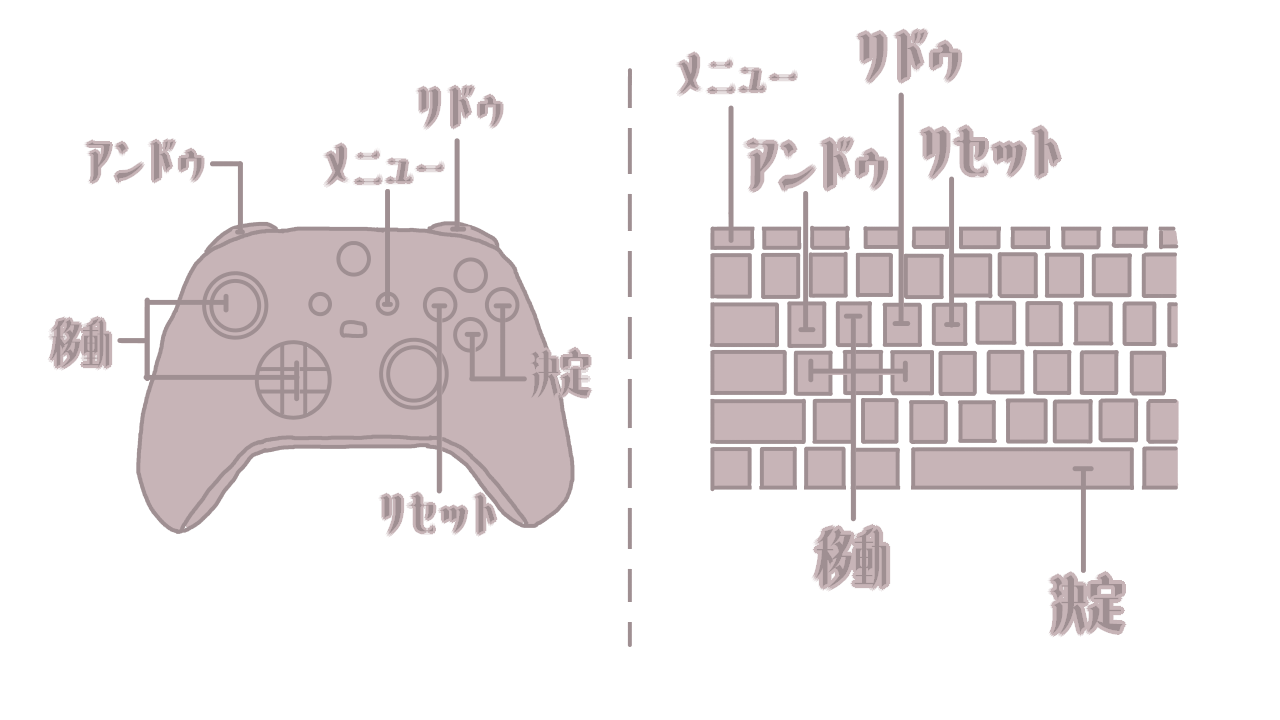 リドゥ
アンドゥ
メニュー
移動
決定
リセット
リドゥ
メニュー
アンドゥ
リセット
移動
決定